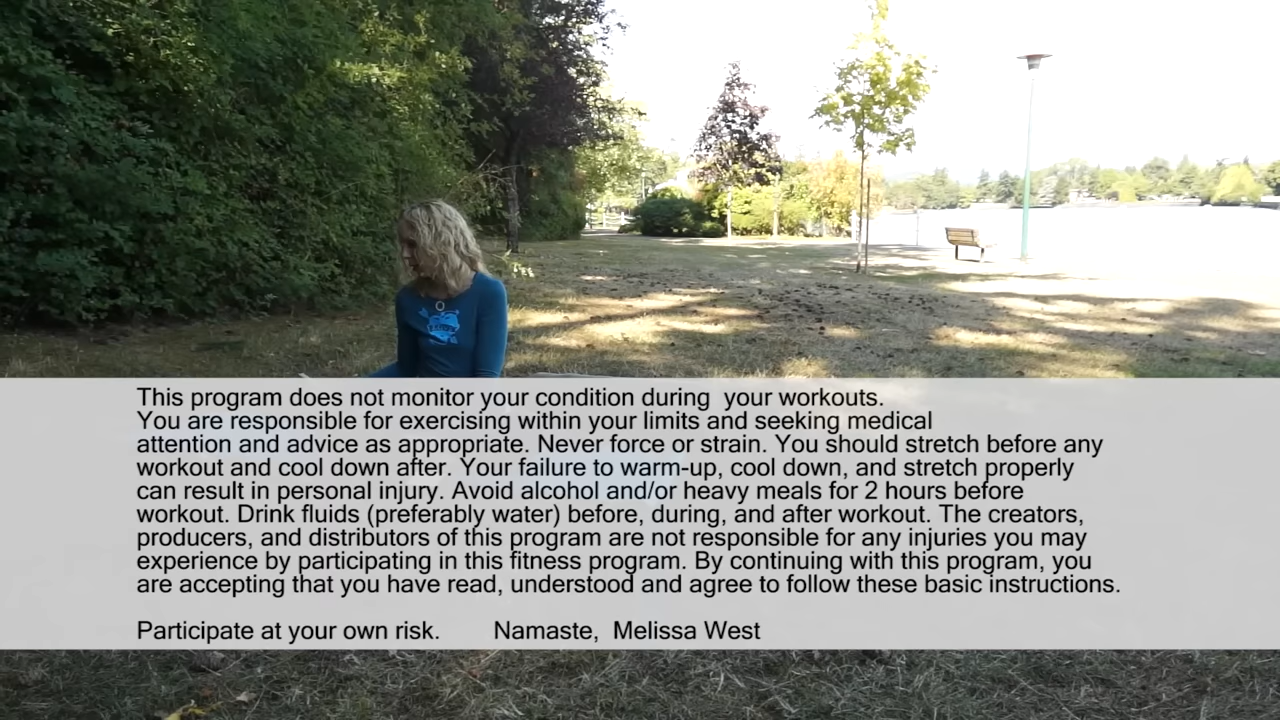 This program does not monitor your condition during your workouts.
You are responsible for exercising within your limits and seeking medical
attention and advice as appropriate. Never force or strain. You should stretch before any
workout and cool down after. Your failure to warm-up, cool down, and stretch properly
can result in personal injury. Avoid alcohol and/or heavy meals for 2 hours before
workout. Drink fluids (preferably water) before, during, and after workout. The creators,
producers, and distributors of this program are not responsible for any injuries you may
experience by participating in this fitness program. By continuing with this program, you
are accepting that you have read, understood and agree to follow these basic instructions.
Participate at your own risk. Namaste, Melissa West